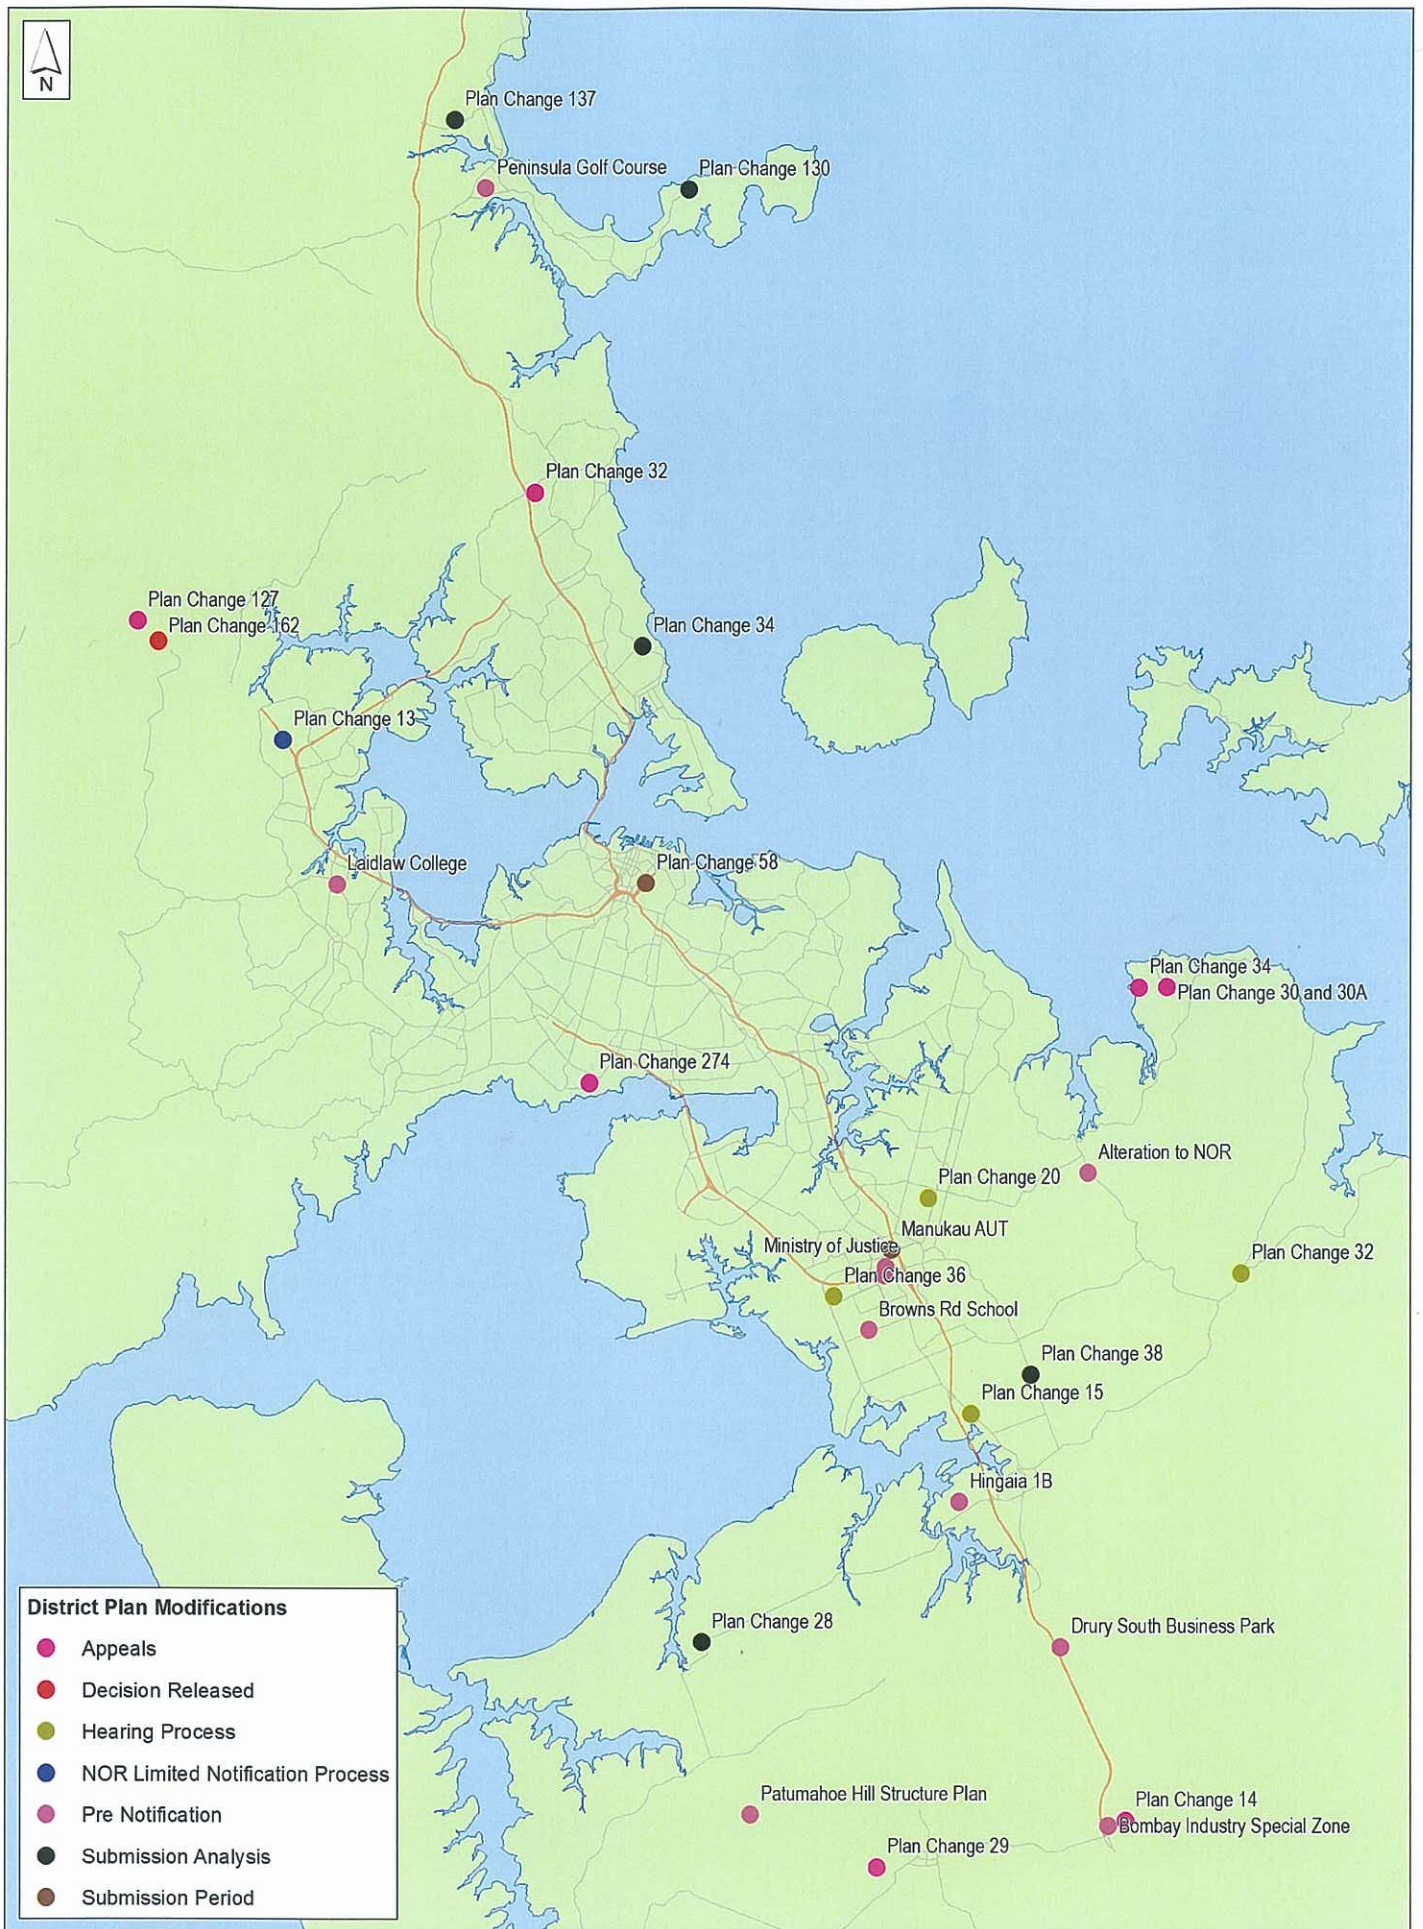 N
Plan Change 137
Peninsula Golf Course
Plan Change 130
Plan Change 32
Plan Change 127
Plan Change 162
Plan Change 34
Plan Change 13
Laidlaw College
Plan Change 58
Plan Change 34
Plan Change 30 and 30A
Plan Change 274
Alteration to NOR
Plan Change 20
Manukau AUT
Ministry of Justice
Plan Change 32
Plan Change 36
Browns Rd School
Plan Change 38
Plan Change 15
Hingaia 1B
Plan Change 28
Drury South Business Park
Patumahoe Hill Structure Plan
Plan Change 14
Bombay Industry Special Zone
Plan Change 29
District Plan Modifications
Appeals
Decision Released
Hearing Process
NOR Limited Notification Process
Pre Notification
Submission Analysis
Submission Period